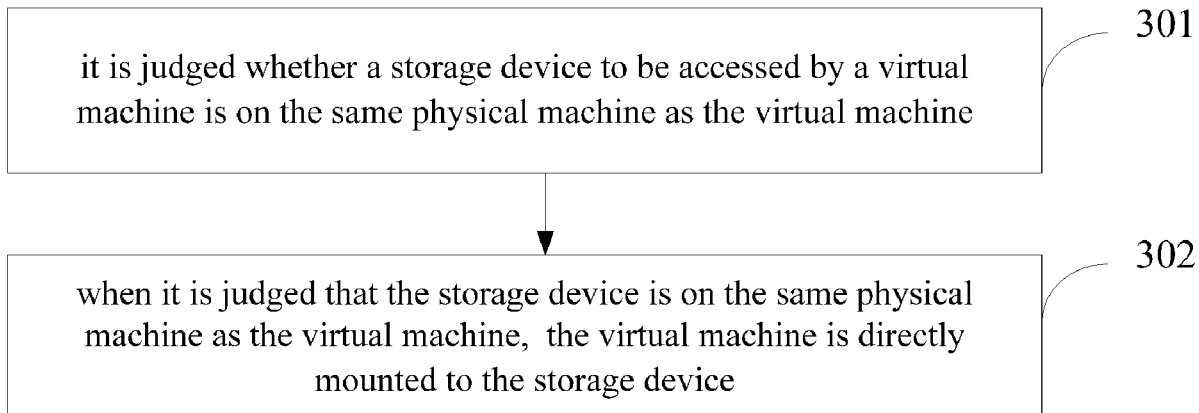 301
it is judged whether a storage device to be accessed by a virtual
machine is on the same physical machine as the virtual machine
302
when it is judged that the storage device is on the same physical
machine as the virtual machine, the virtual machine is directly
mounted to the storage device